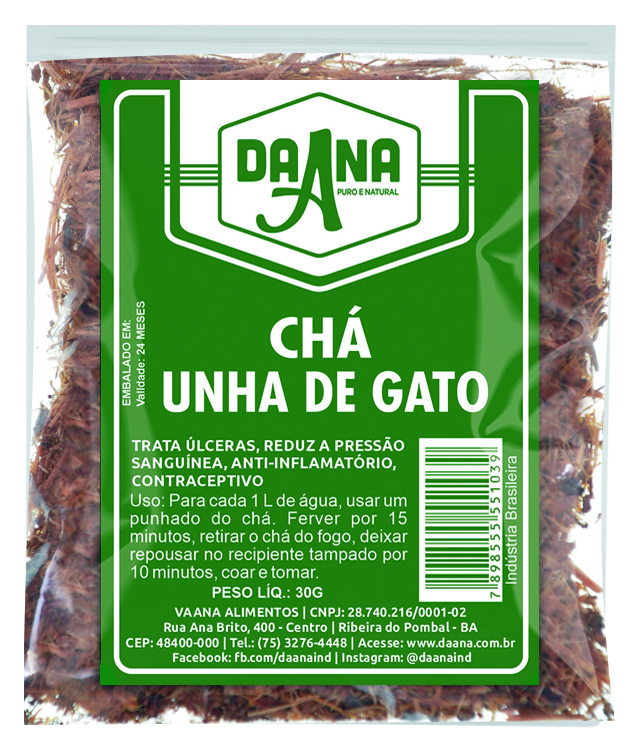 DAANA
PURO E NATURAL
CHÁ
UNHA DE GATO
EMBALADO EM:
Validade: 24 MESES
TRATA ÚLCERAS, REDUZ A PRESSÃO
SANGUÍNEA, ANTI-INFLAMATÓRIO,
CONTRACEPTIVO
Uso: Para cada 1 L de água, usar um
punhado do chá. Ferver por 15
minutos, retirar o chá do fogo, deixar
repousar no recipiente tampado por
10 minutos, coar e tomar.
PESO LÍQ.: 30G
7 898555 551039
Indústria Brasileira
VA ANA ALIMENTOS | CNPJ: 28.740.216/0001-02
Rua Ana Brito, 400 - Centro | Ribeira do Pombal - BA
CEP: 48400-000 | Tel.: (75) 3276-4448 | Acesse: www.daana.com.br
Facebook: fb.com/daanaind | Instagram: @daanaind